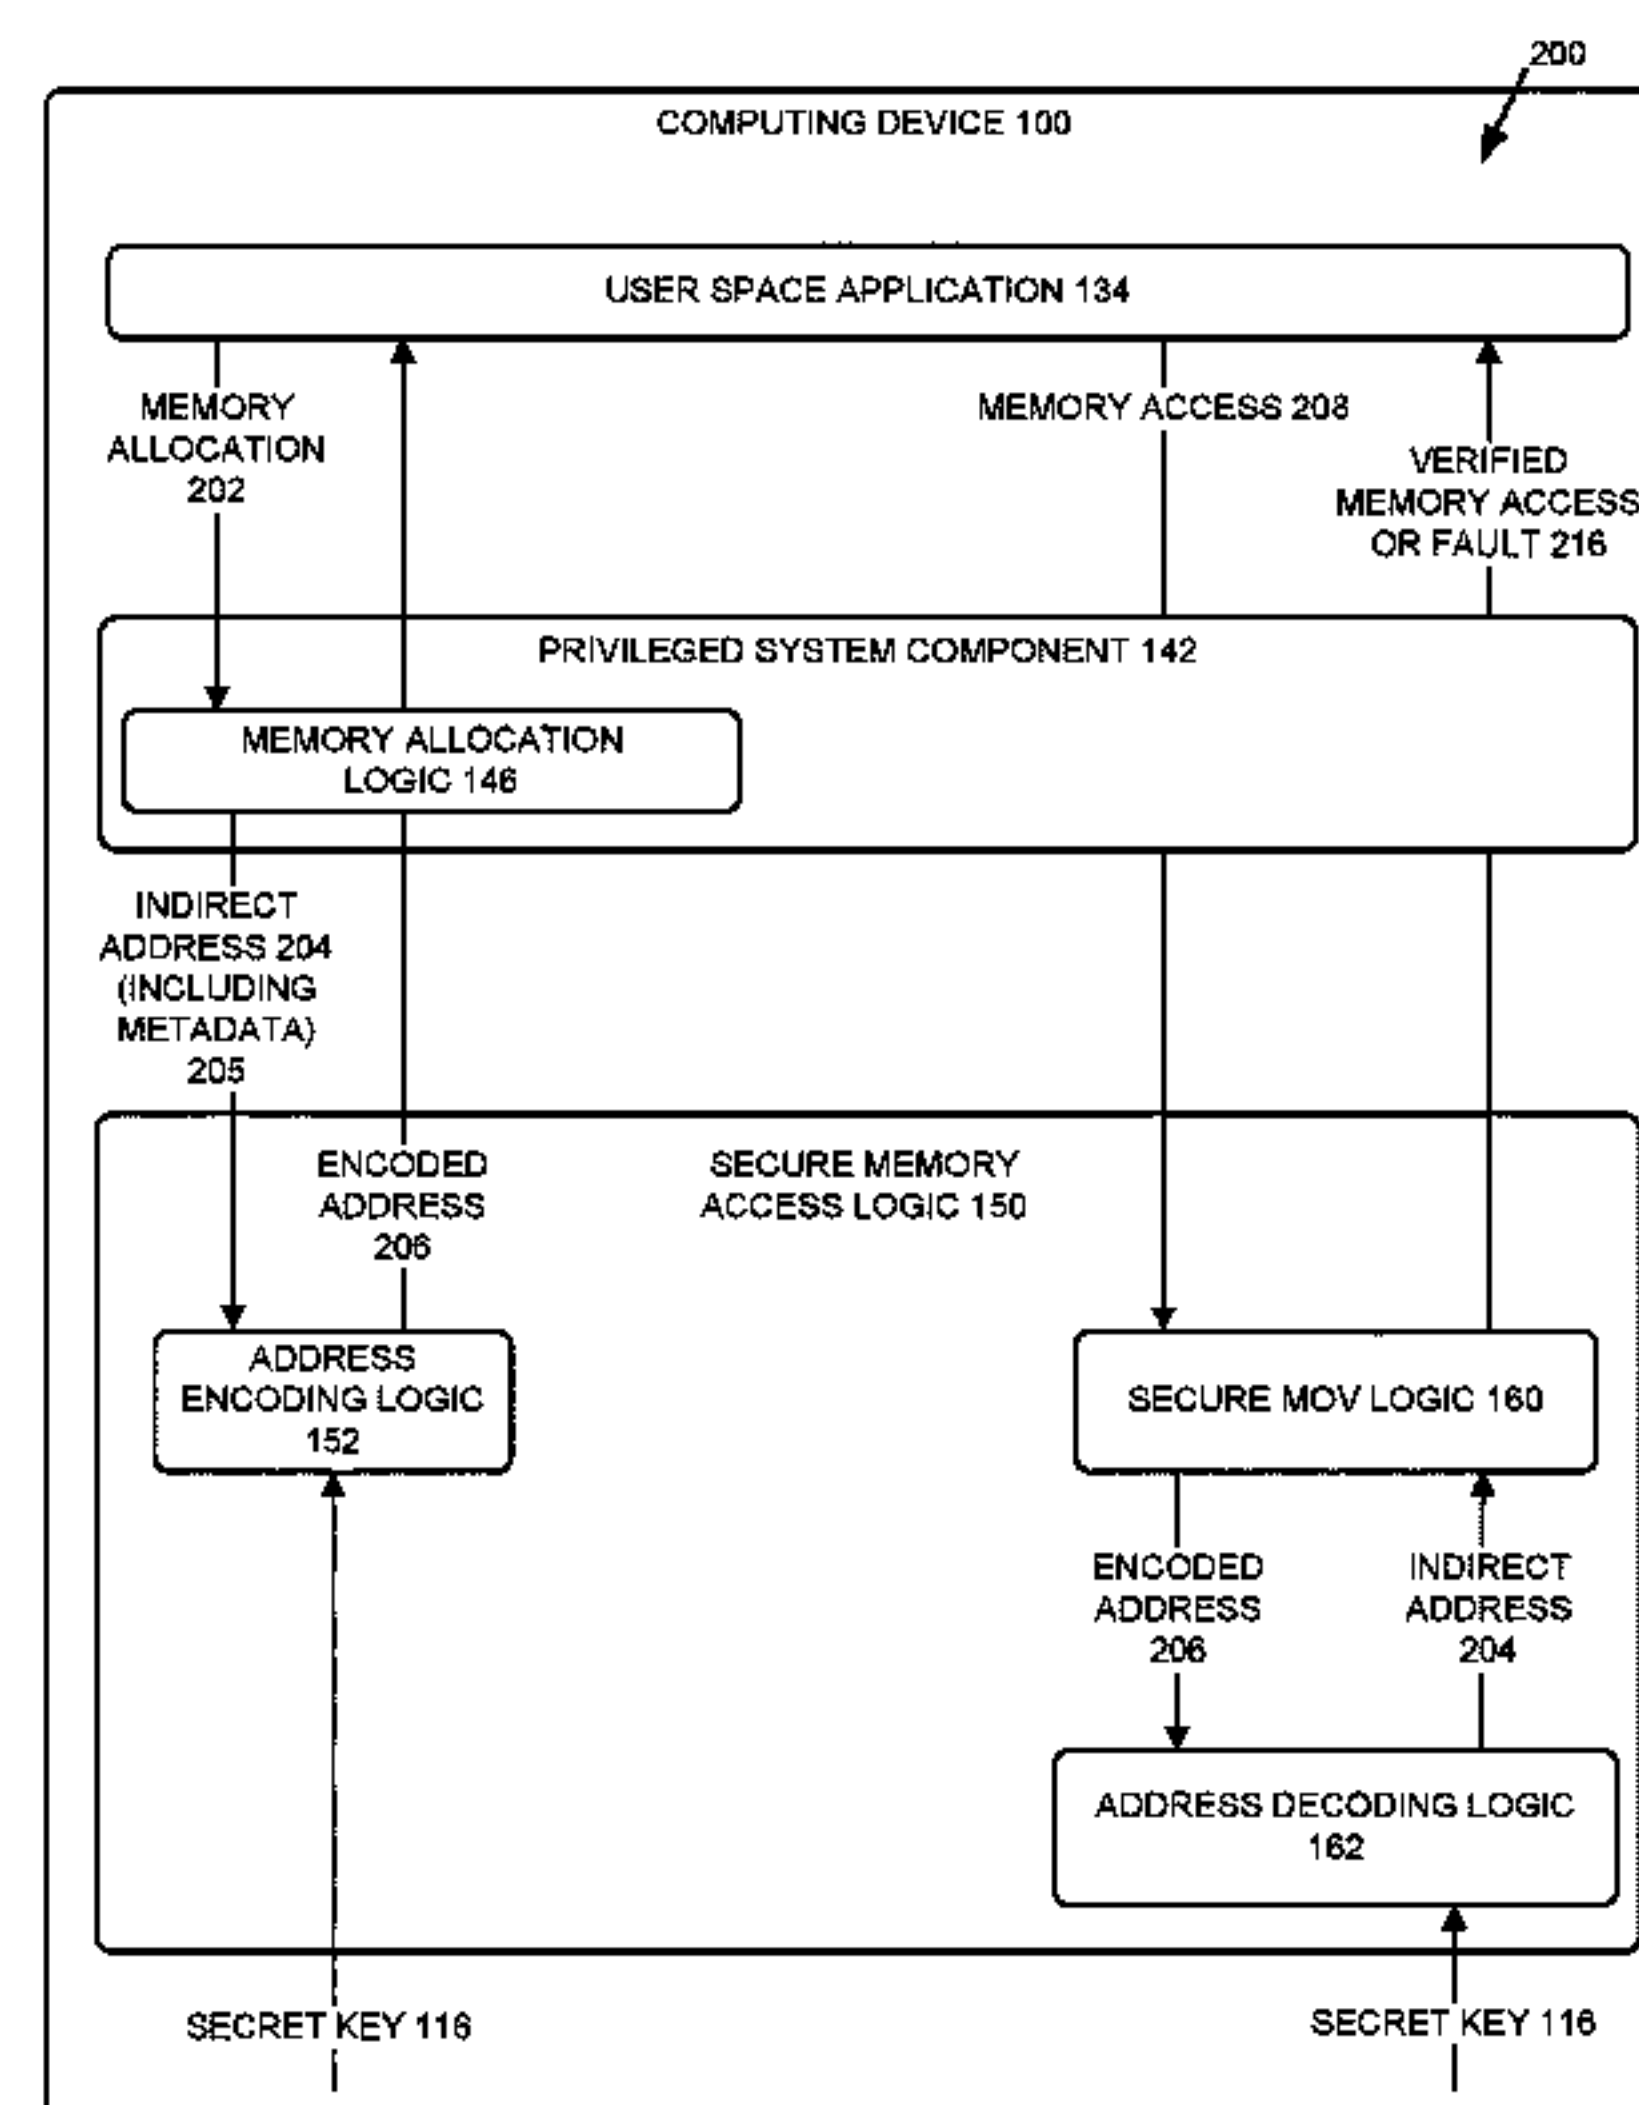 200
COMPUTING DEVICE 100
USER SPACE APPLICATION 134
MEMORY
ALLOCATION
202
MEMORY ACCESS 208
VERIFIED
MEMORY ACCESS
OR FAULT 216
PRIVILEGED SYSTEM COMPONENT 142
MEMORY ALLOCATION
LOGIC 146
INDIRECT
ADDRESS 204
(INCLUDING
METADATA)
205
ENCODED
ADDRESS
206
SECURE MEMORY
ACCESS LOGIC 150
ADDRESS
ENCODING LOGIC
152
SECURE MOV LOGIC 160
ENCODED
ADDRESS
206
INDIRECT
ADDRESS
204
ADDRESS DECODING LOGIC
162
SECRET KEY 116
SECRET KEY 116